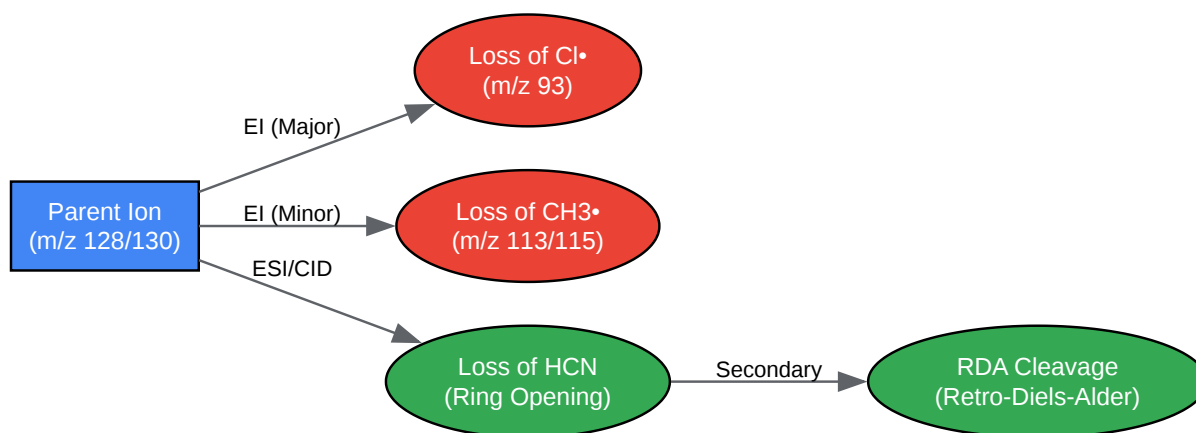 Loss of Cl•
(m/z 93)
EI (Major)
Parent Ion
(m/z 128/130)
EI (Minor)
Loss of CH3•
(m/z 113/115)
ESI/CID
Loss of HCN
(Ring Opening)
Secondary
RDA Cleavage
(Retro-Diels-Alder)